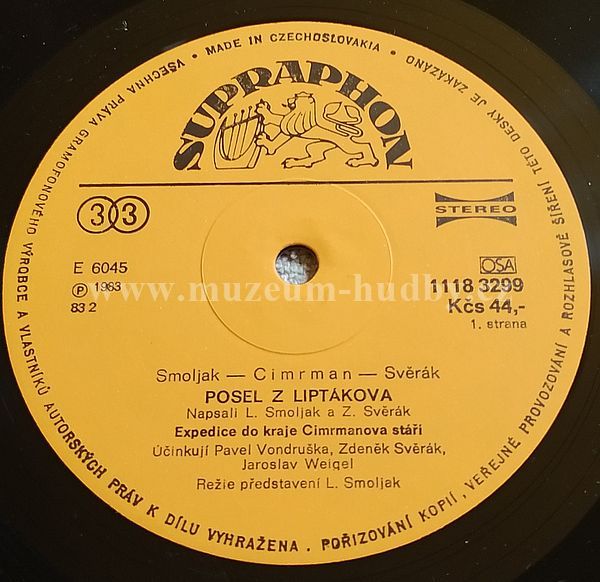 VŠECHNA PRÁVA GRAMOFONOVÉHO VÝROBCE A VLASTNÍKŮ AUTORSKÝCH PRÁV K DÍLU VYHRAŽENA . POŘIZOVÁNÍ KOPIÍ, VEŘEJNÉ PROVOZOVÁNÍ A ROZHLASOVÉ ŠÍŘENÍ TÉTO DESKY JE ZAKÁZÁNO • MADE IN CZECHOSLOVAKIA •
SUPRAPHON
33
STEREO
E 6045
℗ 1983
83 2
OSA
1118 3299
Kčs 44,-
1. strana
www.muzeum-hudby.cz
Smoljak — Cimrman — Svěrák
POSEL Z LIPTÁKOVA
Napsali L. Smoljak a Z. Svěrák
Expedice do kraje Cimrmanova stáří
Účinkují Pavel Vondruška, Zdeněk Svěrák,
Jaroslav Weigel
Režie představení L. Smoljak